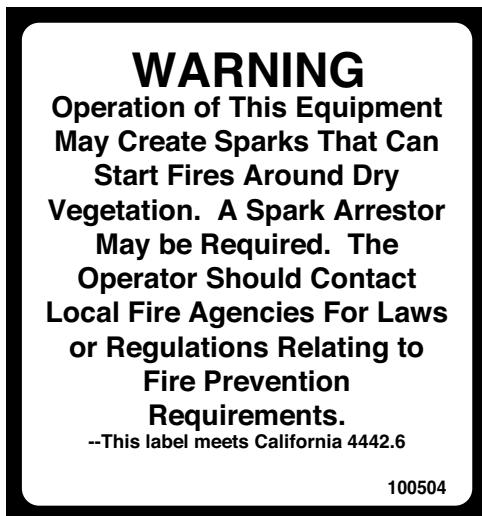 WARNING
Operation of This Equipment
May Create Sparks That Can
Start Fires Around Dry
Vegetation.  A Spark Arrestor
May be Required.  The
Operator Should Contact
Local Fire Agencies For Laws
or Regulations Relating to
Fire Prevention
Requirements.
--This label meets California 4442.6
100504